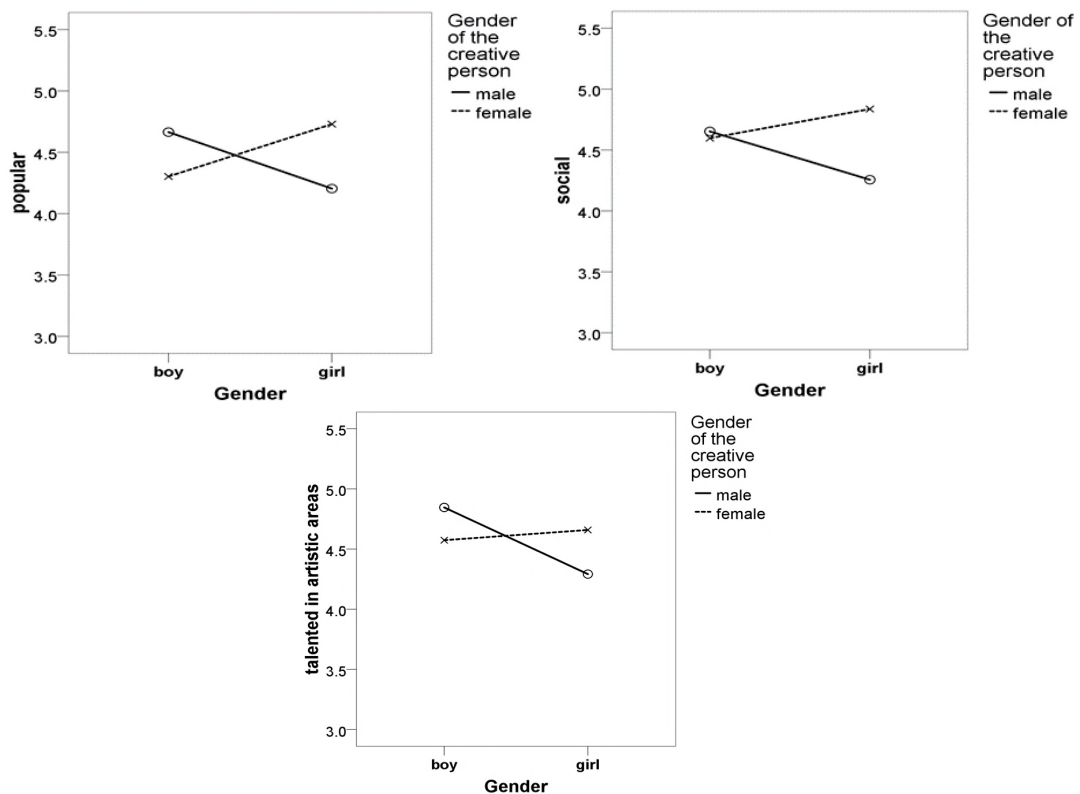 5.5
5.0
4.5
4.0
3.5
3.0
popular
boy
girl
Gender
Gender
of the
creative
person
male
female
5.5
5.0
4.5
4.0
3.5
3.0
social
boy
girl
Gender
Gender of
the
creative
person
male
female
5.5
5.0
4.5
4.0
3.5
3.0
talented in artistic areas
boy
girl
Gender
Gender
of the
creative
person
male
female